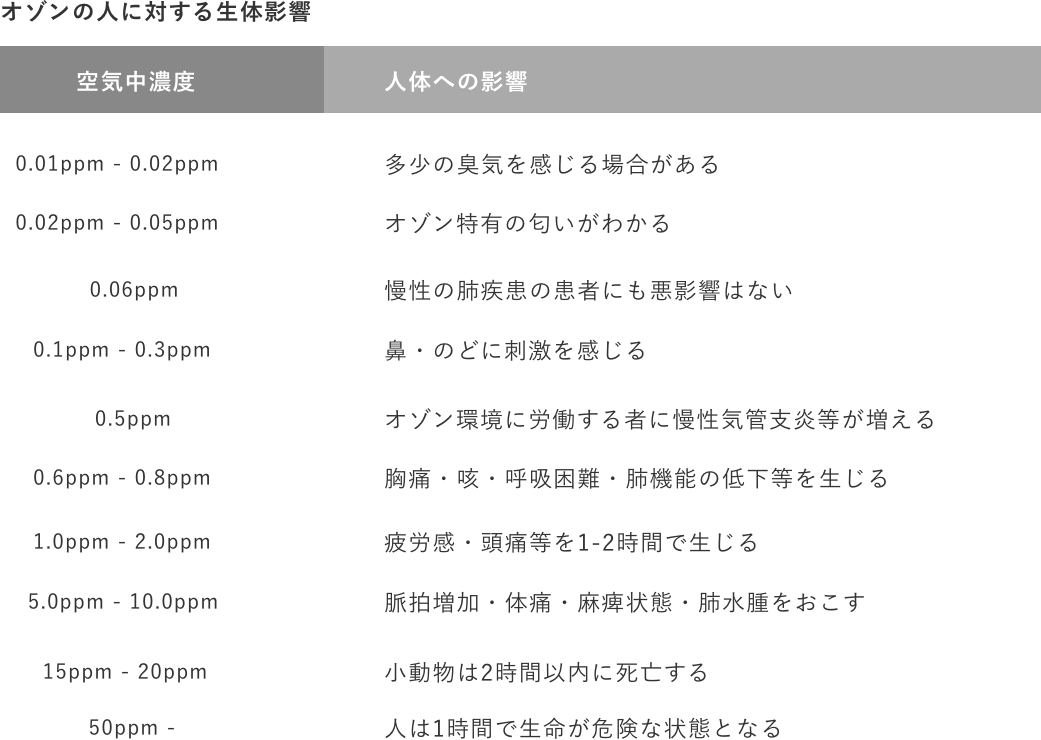 オゾンの人に対する生体影響
空気中濃度 人体への影響
0.01ppm - 0.02ppm 多少の臭気を感じる場合がある
0.02ppm - 0.05ppm オゾン特有の匂いがわかる
0.06ppm 慢性の肺疾患の患者にも悪影響はない
0.1ppm - 0.3ppm 鼻・のどに刺激を感じる
0.5ppm オゾン環境に労働する者に慢性気管支炎等が増える
0.6ppm - 0.8ppm 胸痛・咳・呼吸困難・肺機能の低下等を生じる
1.0ppm - 2.0ppm 疲労感・頭痛等を1-2時間で生じる
5.0ppm - 10.0ppm 脈拍増加・体痛・麻痺状態・肺水腫をおこす
15ppm - 20ppm 小動物は2時間以内に死亡する
50ppm - 人は1時間で生命が危険な状態となる